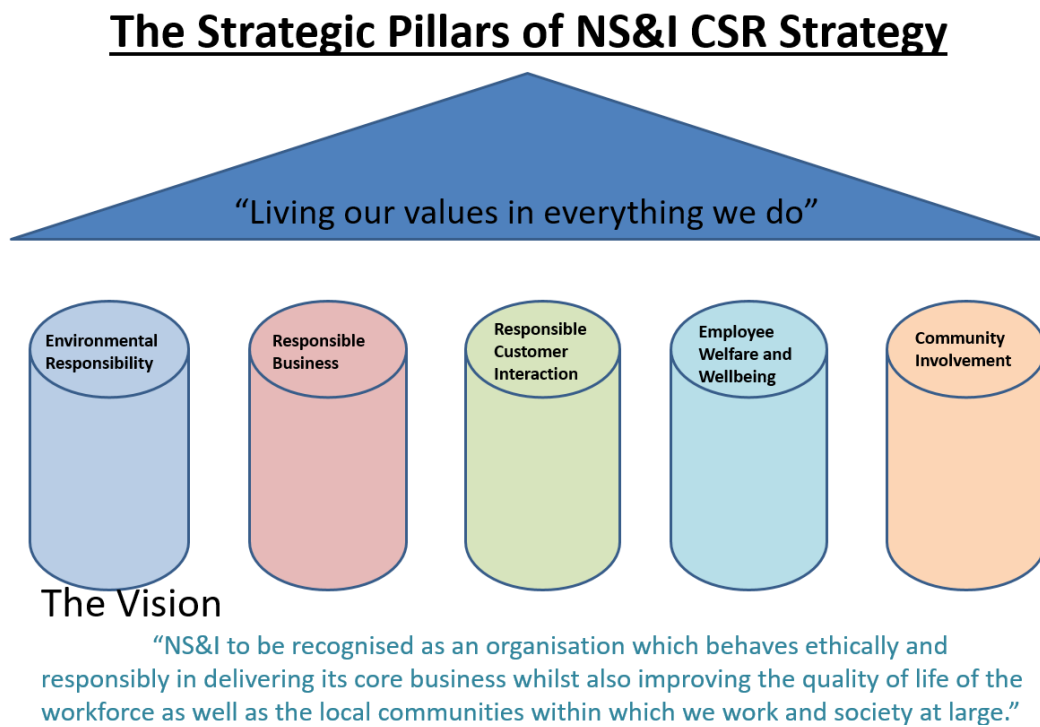 The Strategic Pillars of NS&I CSR Strategy
“Living our values in everything we do”
Environmental
Responsibility
Responsible
Business
Responsible
Customer
Interaction
Employee
Welfare and
Wellbeing
Community
Involvement
The Vision
“NS&I to be recognised as an organisation which behaves ethically and
responsibly in delivering its core business whilst also improving the quality of life of the
workforce as well as the local communities within which we work and society at large.”